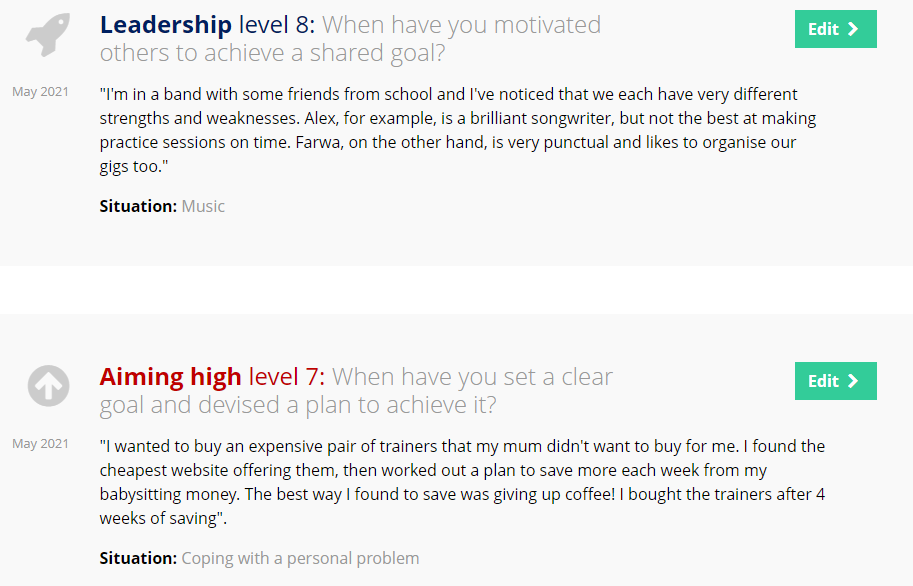 Leadership level 8: When have you motivated
others to achieve a shared goal?
Edit
May 2021
"I'm in a band with some friends from school and I've noticed that we each have very different
strengths and weaknesses. Alex, for example, is a brilliant songwriter, but not the best at making
practice sessions on time. Farwa, on the other hand, is very punctual and likes to organise our
gigs too."
Situation: Music
Aiming high level 7: When have you set a clear
goal and devised a plan to achieve it?
Edit
May 2021
"I wanted to buy an expensive pair of trainers that my mum didn't want to buy for me. I found the
cheapest website offering them, then worked out a plan to save more each week from my
babysitting money. The best way I found to save was giving up coffee! I bought the trainers after 4
weeks of saving".
Situation: Coping with a personal problem